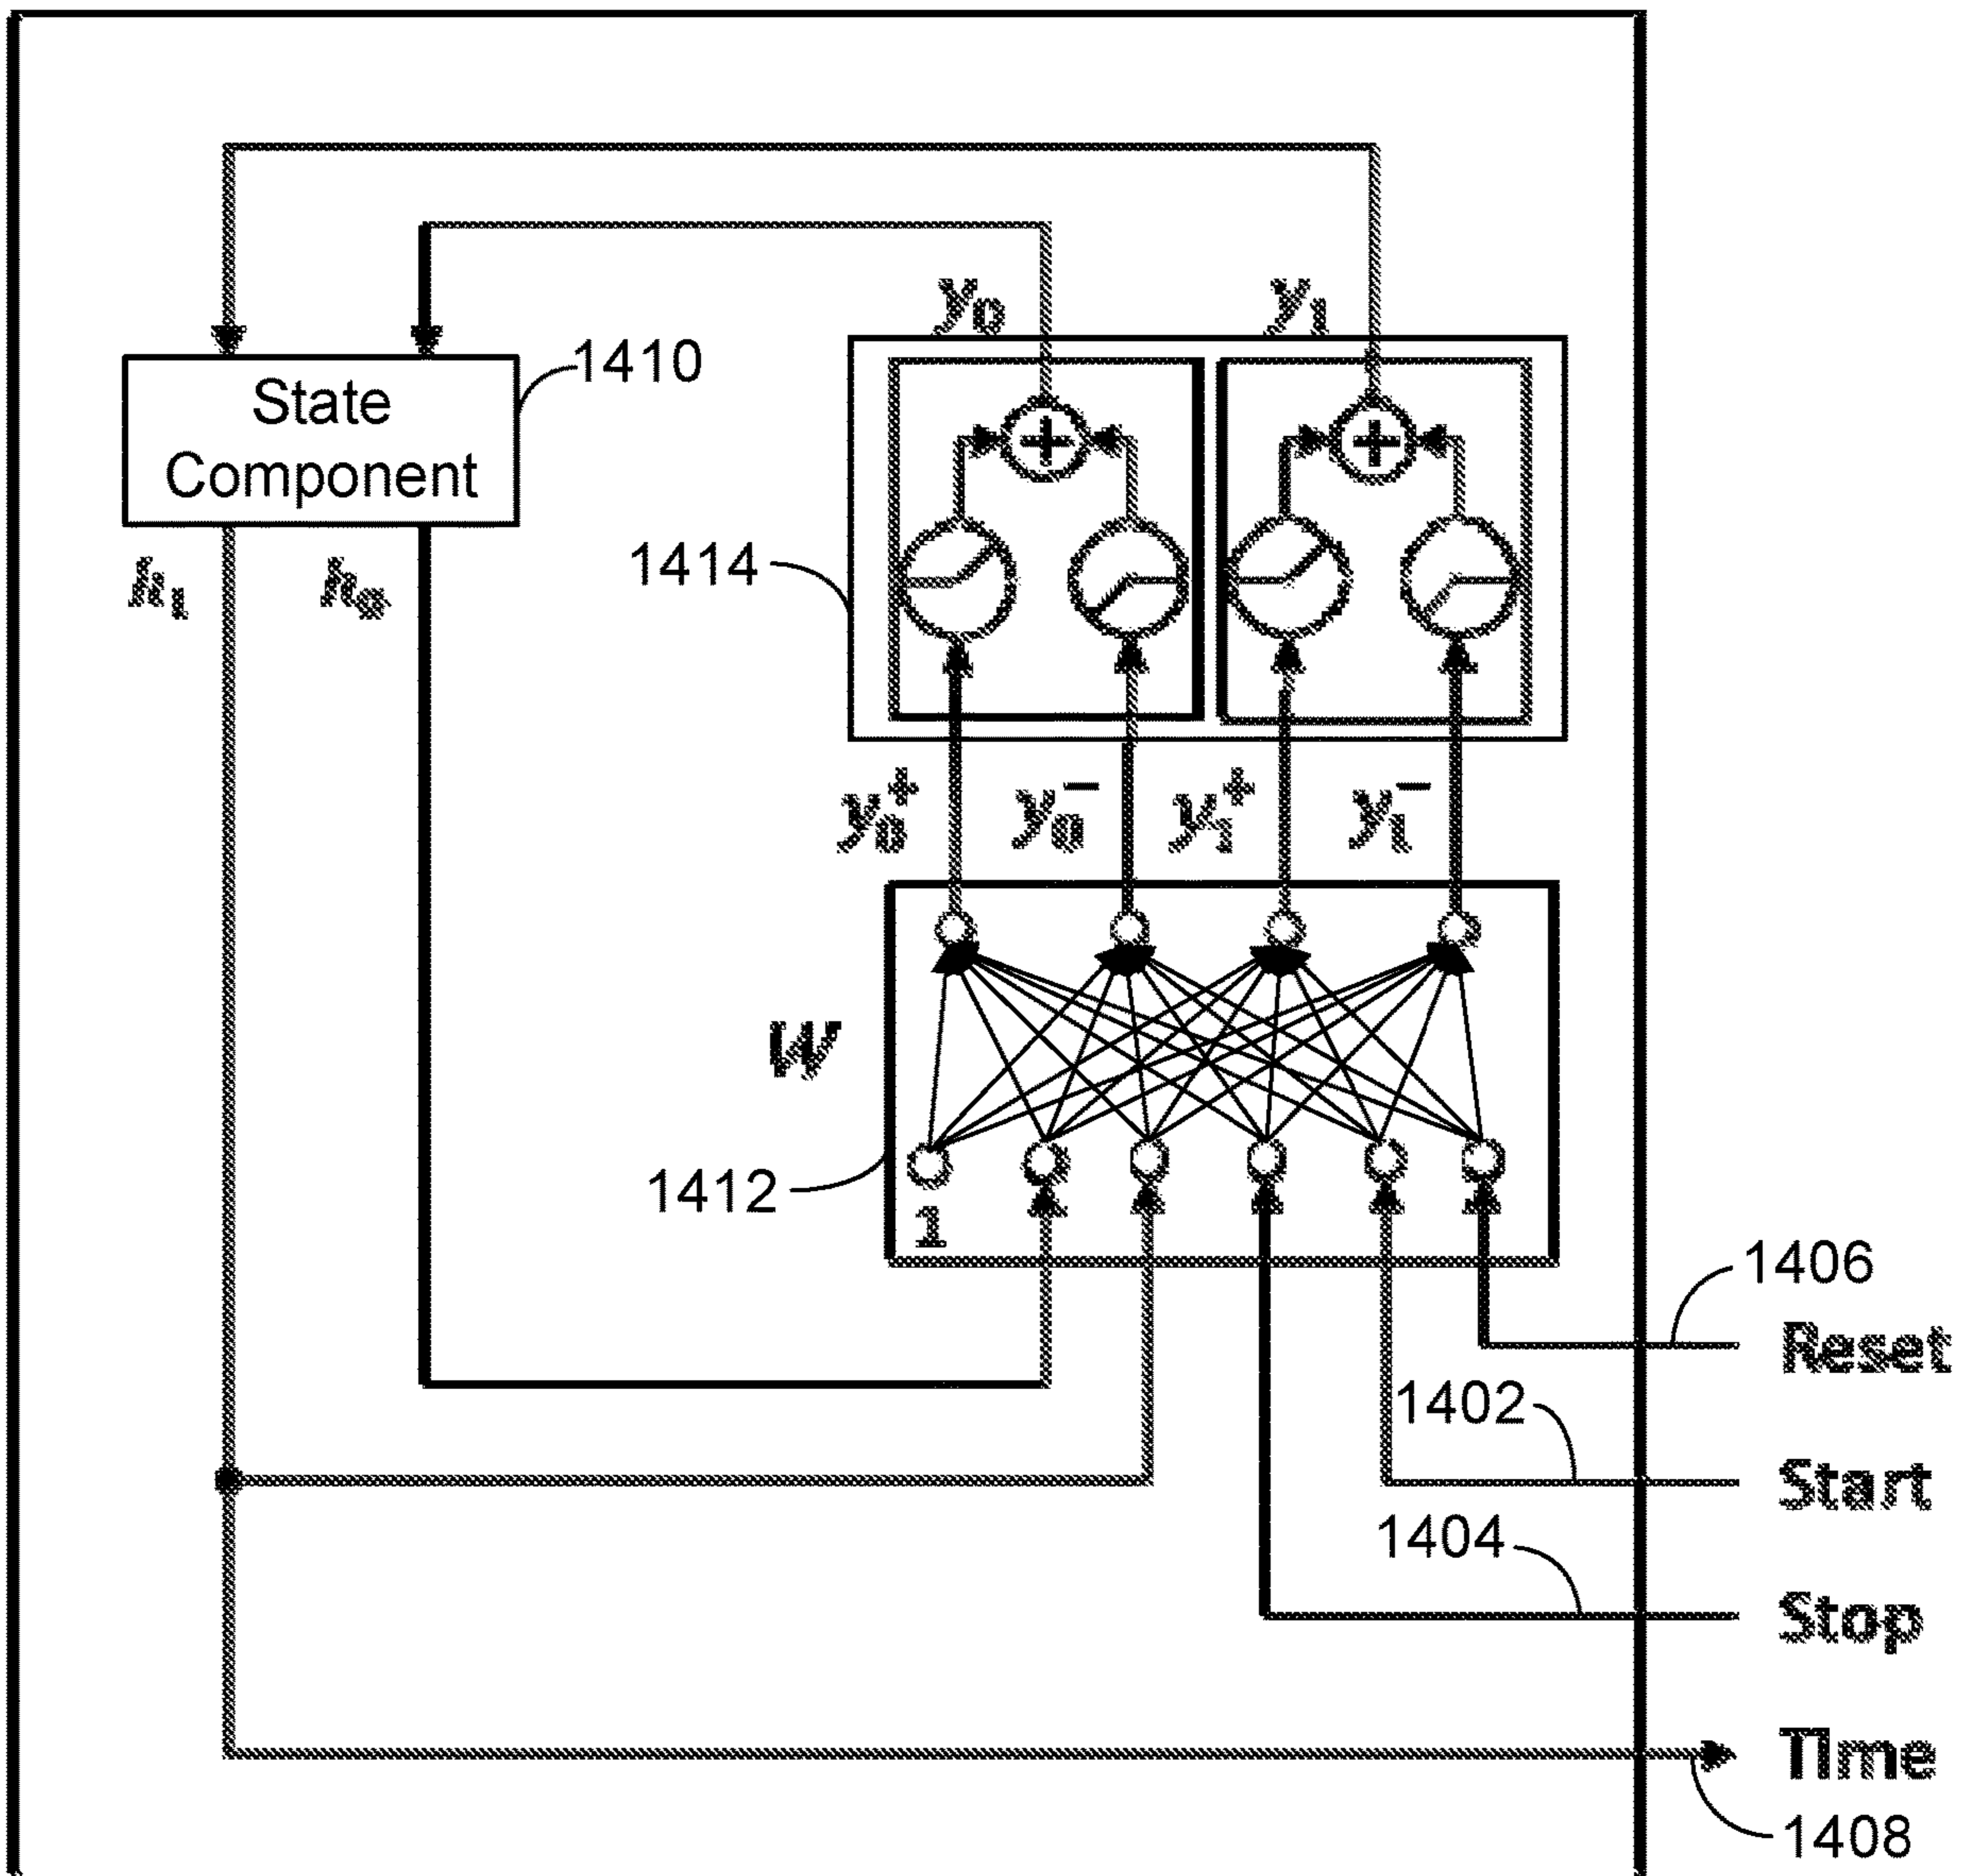 y₀
y₁
State
Component
1410
1414
h₁
h₀
y₀⁺
y₀⁻
y₁⁺
y₁⁻
W
1412
1
1406
Reset
1402
Start
1404
Stop
Time
1408